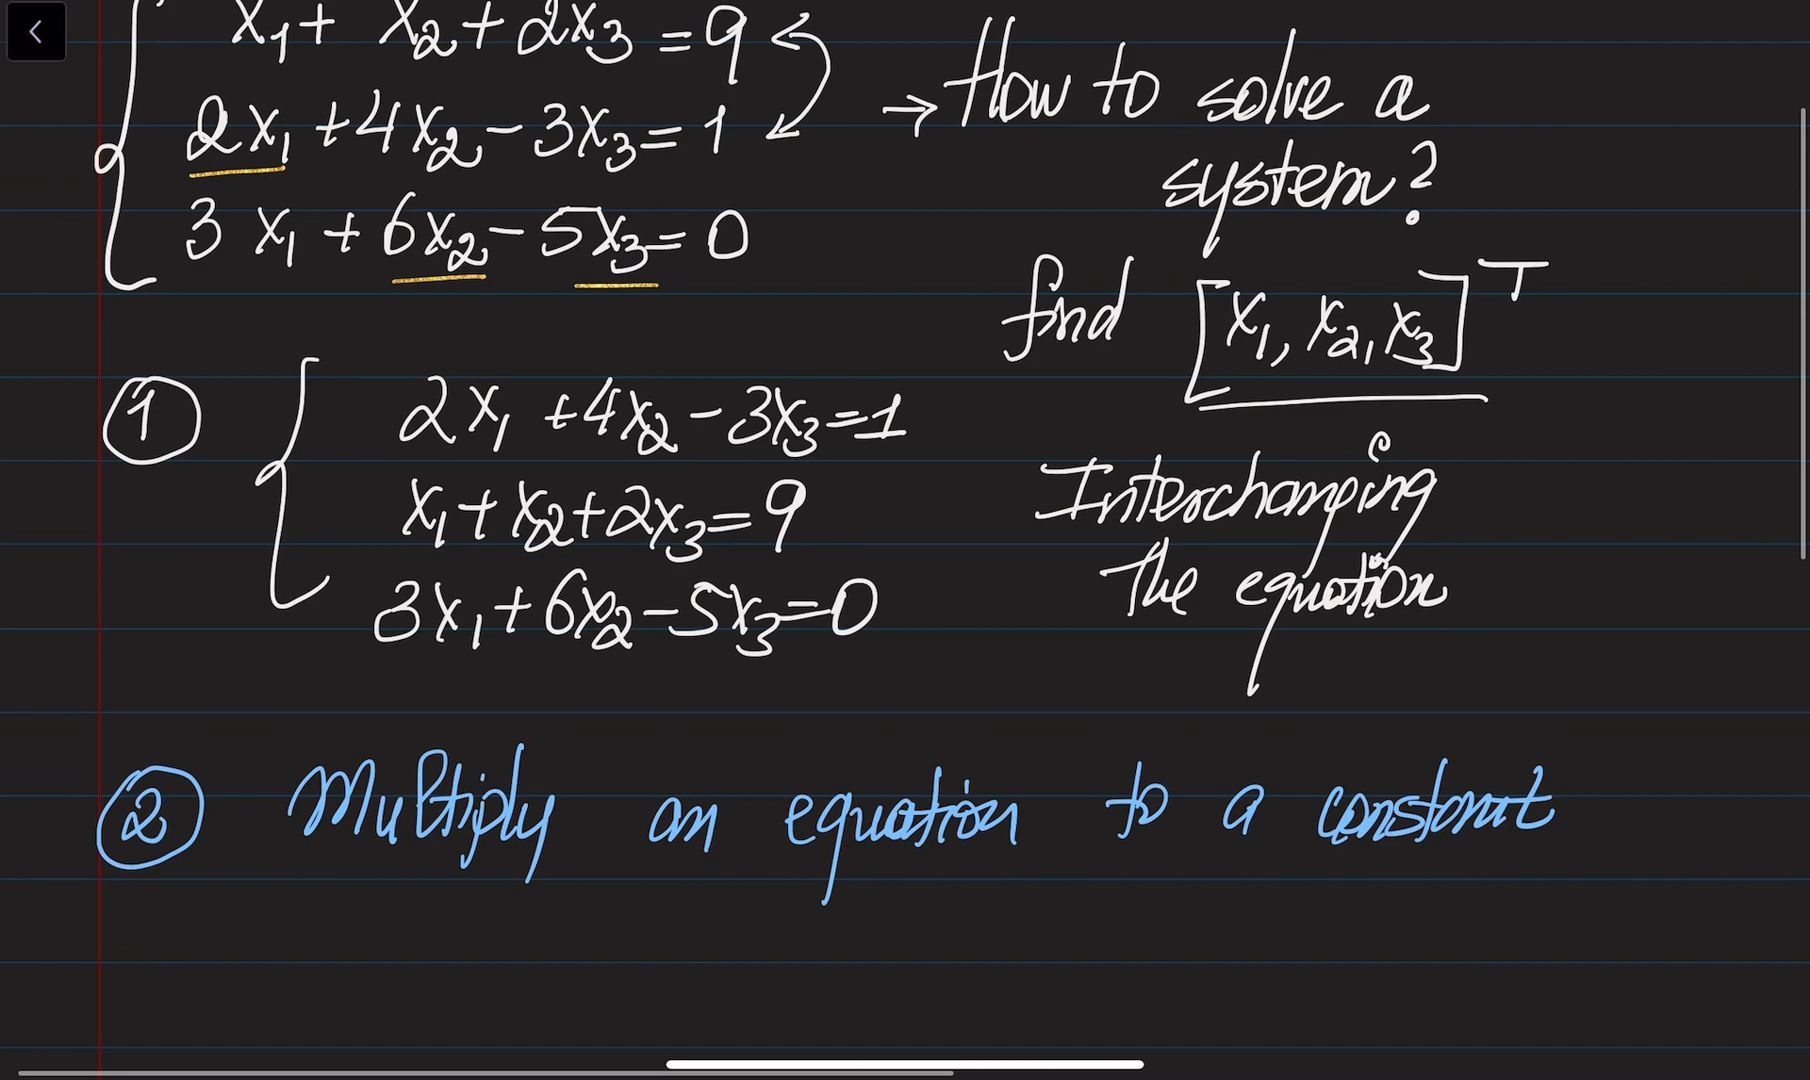 x₁ + x₂ + 2x₃ = 9
2x₁ + 4x₂ - 3x₃ = 1
3x₁ + 6x₂ - 5x₃ = 0
→ How to solve a
system?
find [x₁, x₂, x₃]ᵀ
① 2x₁ + 4x₂ - 3x₃ = 1
x₁ + x₂ + 2x₃ = 9
3x₁ + 6x₂ - 5x₃ = 0
Interchanging
the equation
② Multiply an equation to a constant